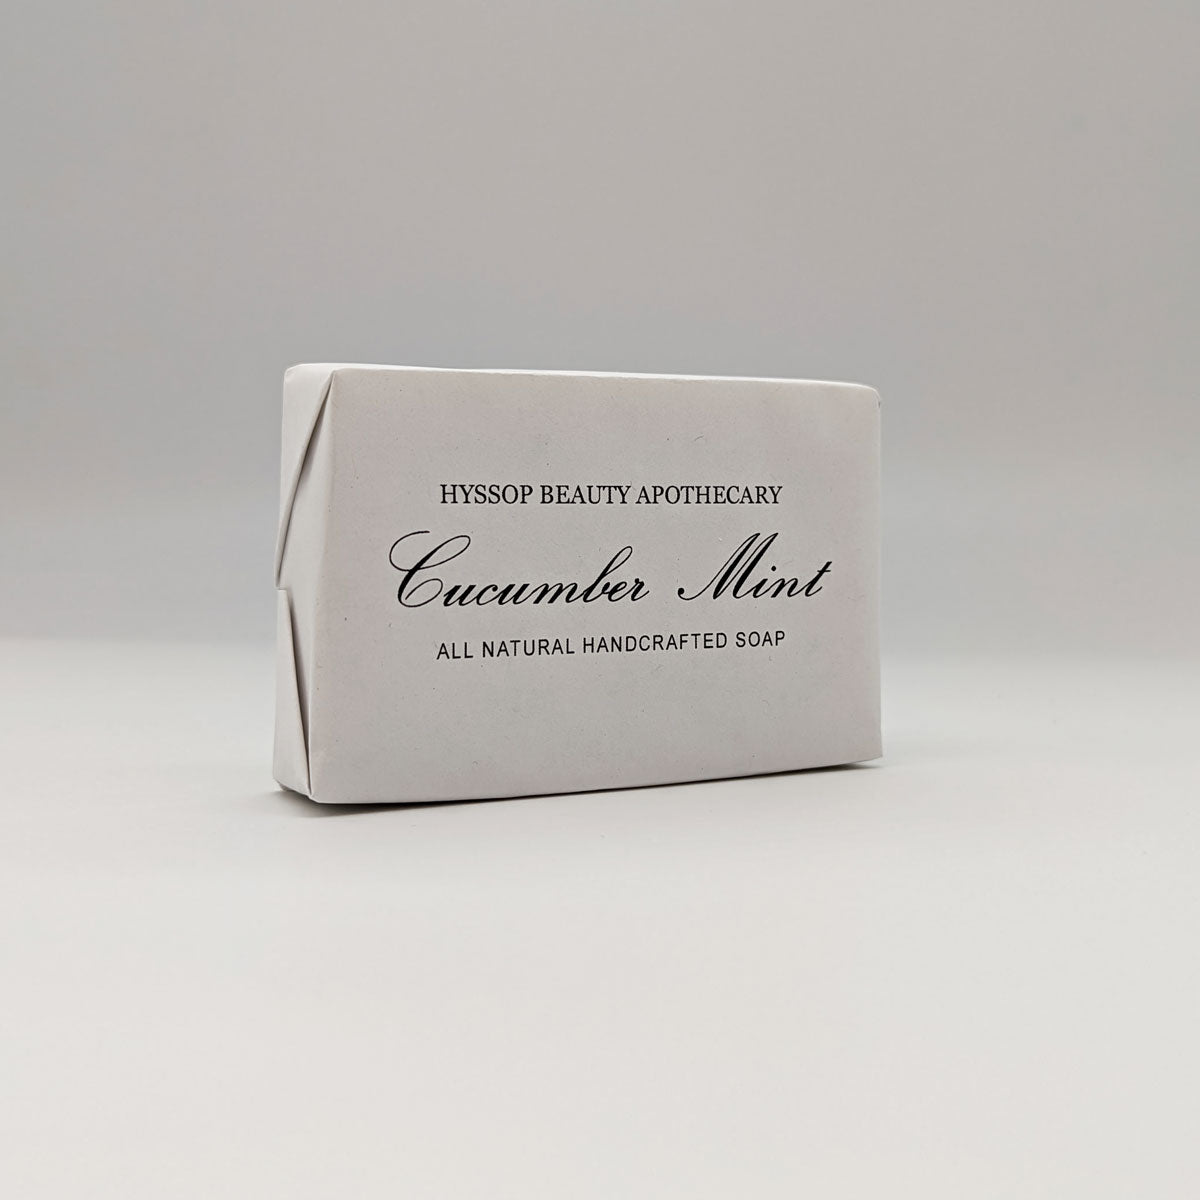 HYSSOP BEAUTY APOTHECARY
Cucumber Mint
ALL NATURAL HANDCRAFTED SOAP